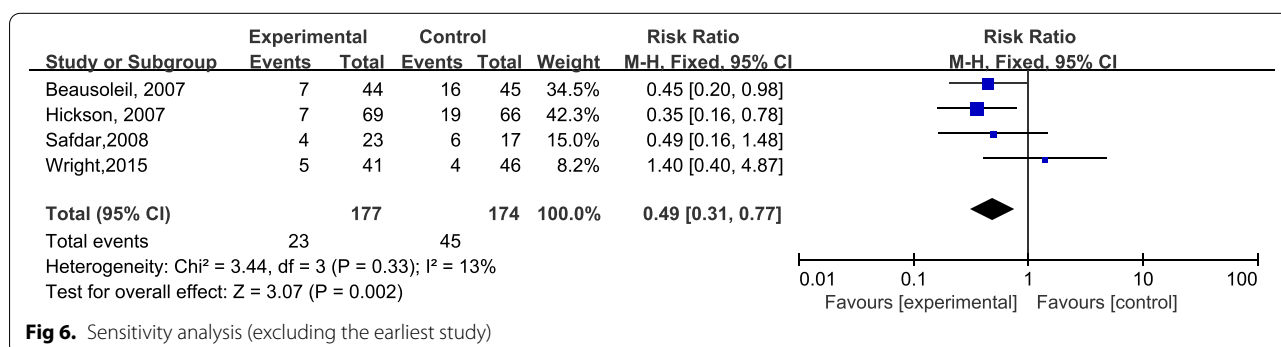 Experimental Control Risk Ratio Risk Ratio
Study or Subgroup Events Total Events Total Weight M-H, Fixed, 95% CI M-H, Fixed, 95% CI
Beausoleil, 2007 7 44 16 45 34.5% 0.45 [0.20, 0.98]
Hickson, 2007 7 69 19 66 42.3% 0.35 [0.16, 0.78]
Safdar,2008 4 23 6 17 15.0% 0.49 [0.16, 1.48]
Wright,2015 5 41 4 46 8.2% 1.40 [0.40, 4.87]
Total (95% CI) 177 174 100.0% 0.49 [0.31, 0.77]
Total events 23 45
Heterogeneity: Chi² = 3.44, df = 3 (P = 0.33); I² = 13%
Test for overall effect: Z = 3.07 (P = 0.002)
0.01 0.1 1 10 100
Favours [experimental] Favours [control]
Fig 6. Sensitivity analysis (excluding the earliest study)